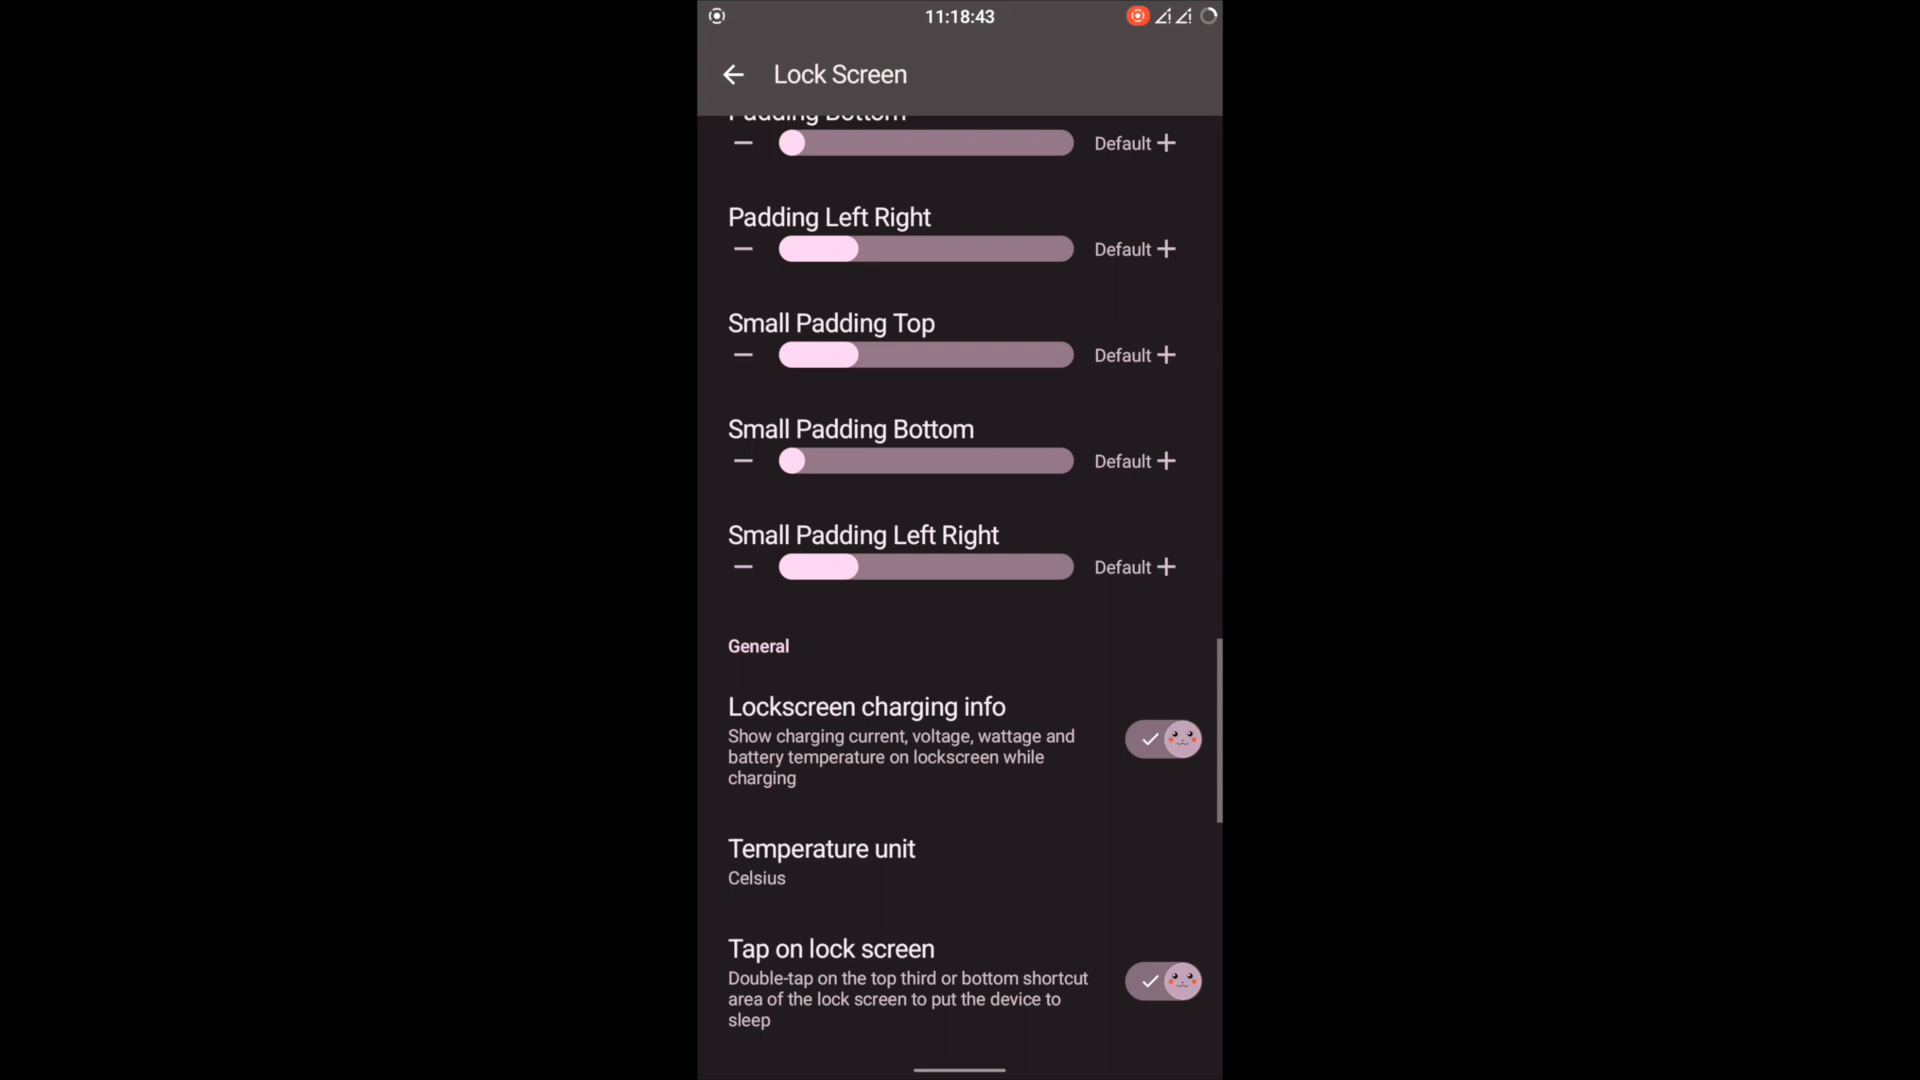 11:18:43
Lock Screen
Padding Bottom
Default
Padding Left Right
Default
Small Padding Top
Default
Small Padding Bottom
Default
Small Padding Left Right
Default
General
Lockscreen charging info
Show charging current, voltage, wattage and
battery temperature on lockscreen while
charging
Temperature unit
Celsius
Tap on lock screen
Double-tap on the top third or bottom shortcut
area of the lock screen to put the device to
sleep